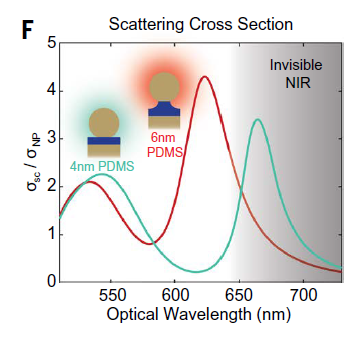 F
Scattering Cross Section
5
4
3
2
1
0
σsc / σNP
Invisible
NIR
6nm
PDMS
4nm PDMS
550 600 650 700
Optical Wavelength (nm)